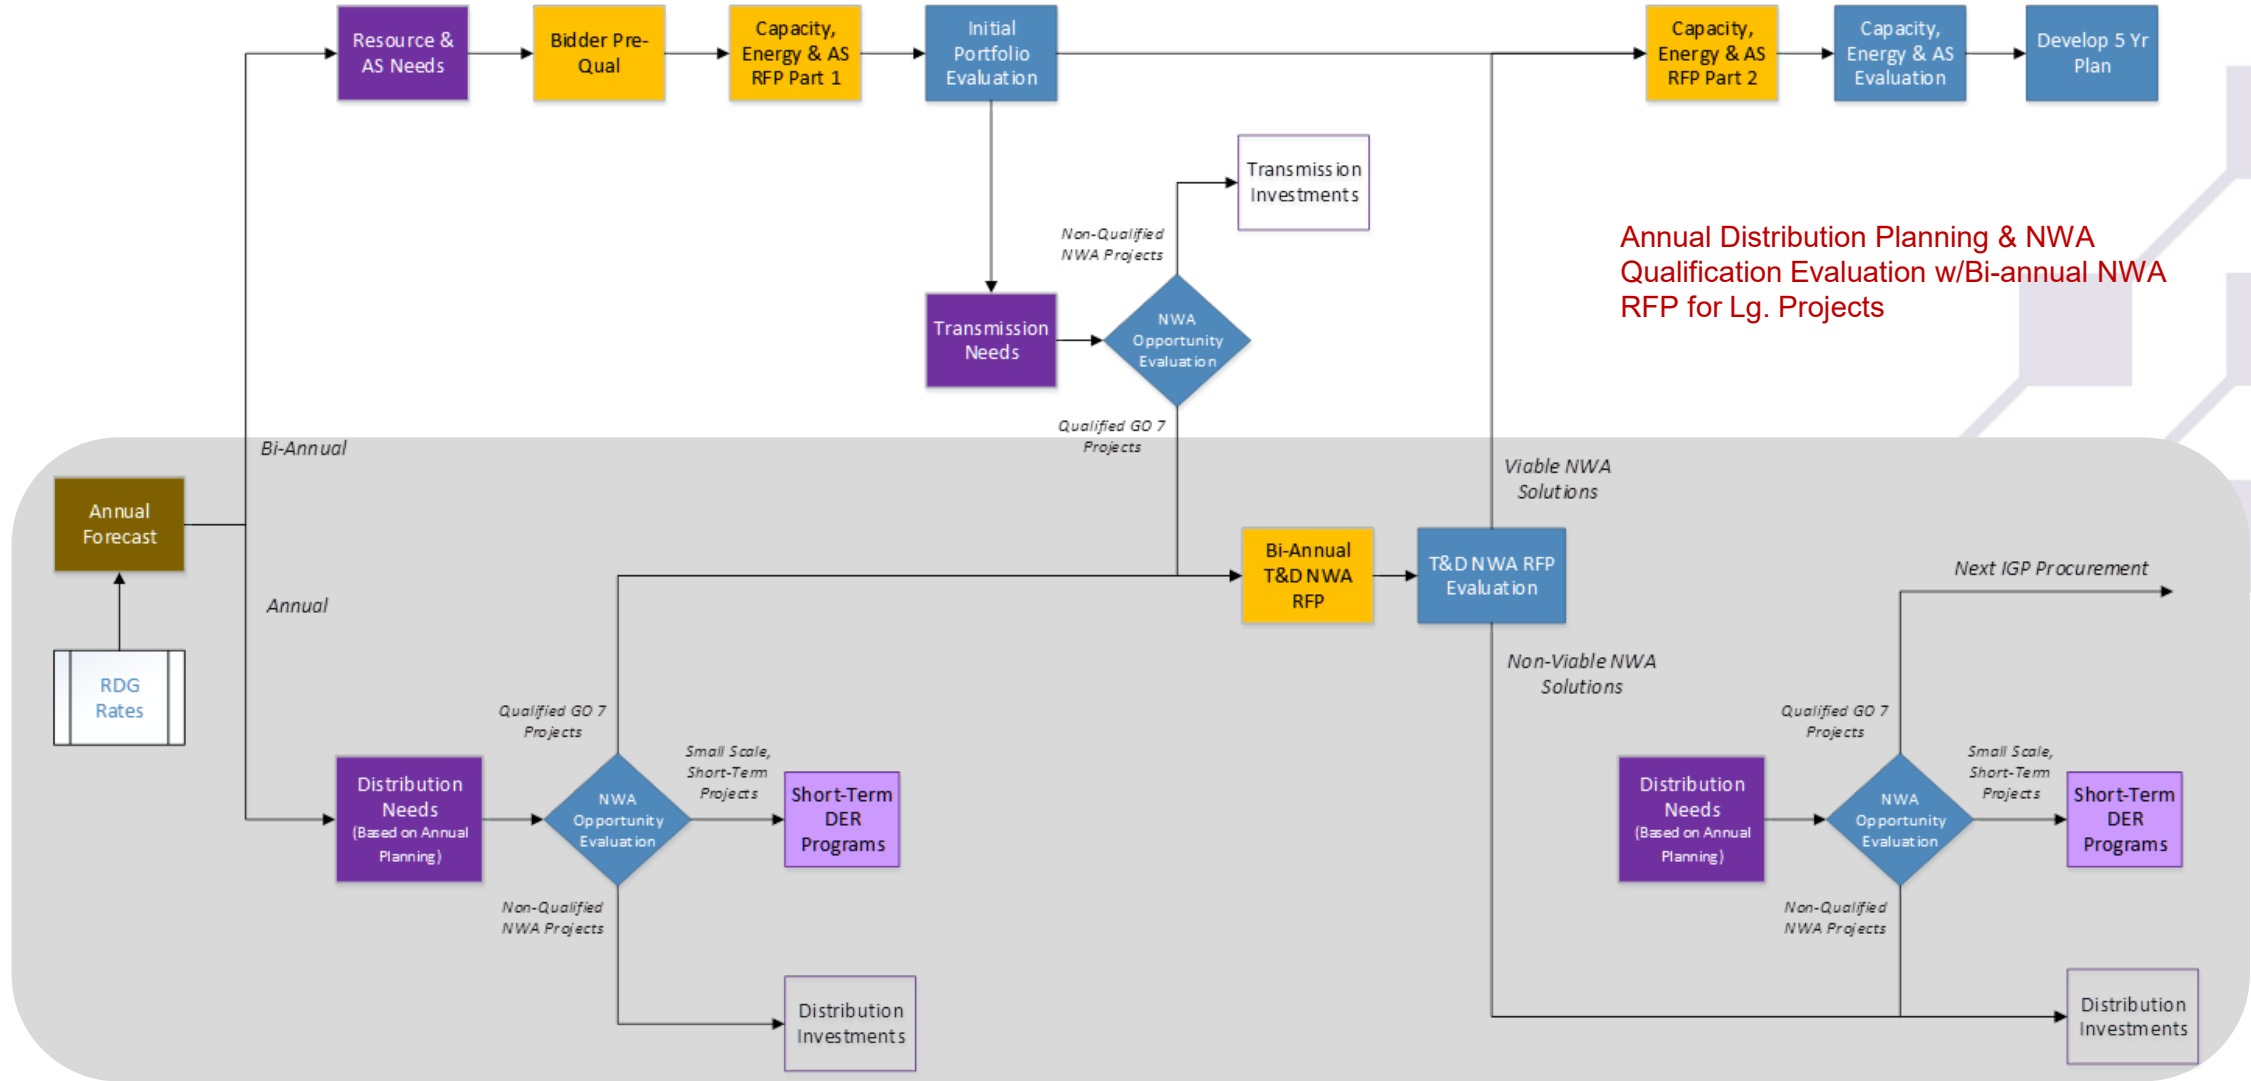 Resource &
AS Needs
Bidder Pre-
Qual
Capacity,
Energy & AS
RFP Part 1
Initial
Portfolio
Evaluation
Capacity,
Energy & AS
RFP Part 2
Capacity,
Energy & AS
Evaluation
Develop 5 Yr
Plan
Transmission
Investments
Non-Qualified
NWA Projects
Annual Distribution Planning & NWA
Qualification Evaluation w/Bi-annual NWA
RFP for Lg. Projects
Transmission
Needs
NWA
Opportunity
Evaluation
Qualified GO 7
Projects
Bi-Annual
Viable NWA
Solutions
Annual
Forecast
Bi-Annual
T&D NWA
RFP
T&D NWA RFP
Evaluation
Next IGP Procurement
Annual
RDG
Rates
Non-Viable NWA
Solutions
Qualified GO 7
Projects
Small Scale,
Short-Term
Projects
Distribution
Needs
(Based on Annual
Planning)
NWA
Opportunity
Evaluation
Short-Term
DER
Programs
Non-Qualified
NWA Projects
Distribution
Investments
Qualified GO 7
Projects
Small Scale,
Short-Term
Projects
Distribution
Needs
(Based on Annual
Planning)
NWA
Opportunity
Evaluation
Short-Term
DER
Programs
Non-Qualified
NWA Projects
Distribution
Investments